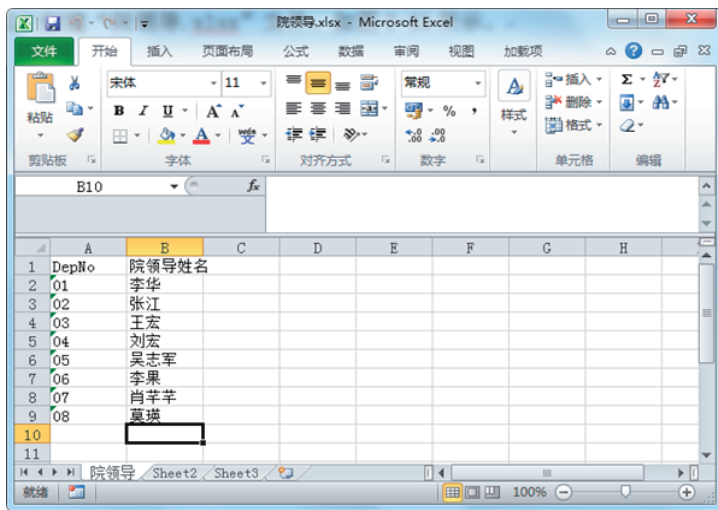 院领导.xlsx - Microsoft Excel
文件 开始 插入 页面布局 公式 数据 审阅 视图 加载项
粘贴 宋体 11 常规 样式 插入 删除 格式
B I U A A % , Σ
剪贴板 字体 对齐方式 数字 单元格 编辑
B10 fx
A B C D E F G H
1 DepNo 院领导姓名
2 01 李华
3 02 张江
4 03 王宏
5 04 刘宏
6 05 吴志军
7 06 李果
8 07 肖芊芊
9 08 莫瑛
10
11
院领导 Sheet2 Sheet3
就绪 100%